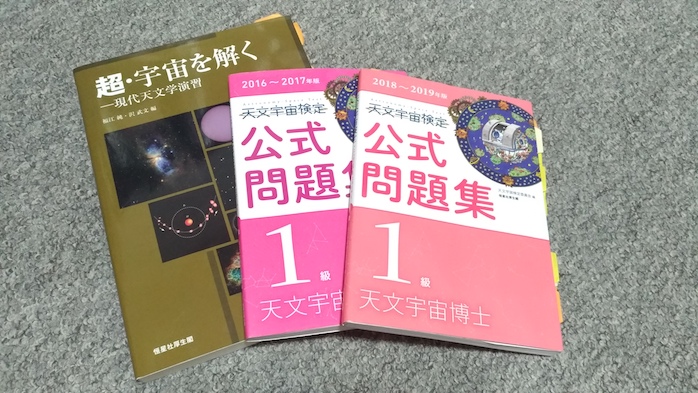 超・宇宙を解く
―現代天文学演習
福江 純・沢 武文 編
恒星社厚生閣
2016～2017年版
天文宇宙検定
公式
問題集
1級
天文宇宙
2018～2019年版
天文宇宙検定
公式
問題集
1級
天文宇宙博士